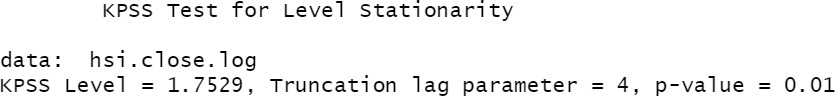 KPSS Test for Level Stationarity
data:  hsi.close.log
KPSS Level = 1.7529, Truncation lag parameter = 4, p-value = 0.01